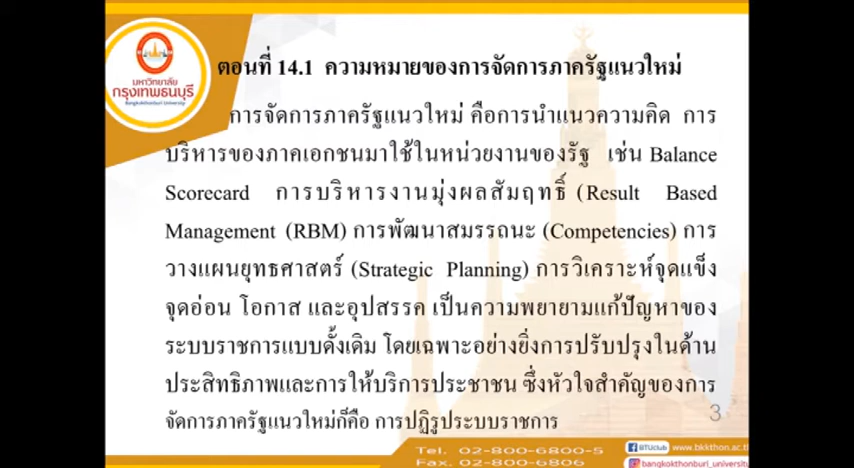 มหาวิทยาลัย
กรุงเทพธนบุรี
Bangkokthonburi University
ตอนที่ 14.1 ความหมายของการจัดการภาครัฐแนวใหม่
การจัดการภาครัฐแนวใหม่ คือการนำแนวความคิด การ
บริหารของภาคเอกชนมาใช้ในหน่วยงานของรัฐ เช่น Balance
Scorecard การบริหารงานมุ่งผลสัมฤทธิ์ (Result Based
Management (RBM) การพัฒนาสมรรถนะ (Competencies) การ
วางแผนยุทธศาสตร์ (Strategic Planning) การวิเคราะห์จุดแข็ง
จุดอ่อน โอกาส และอุปสรรค เป็นความพยายามแก้ปัญหาของ
ระบบราชการแบบดั้งเดิม โดยเฉพาะอย่างยิ่งการปรับปรุงในด้าน
ประสิทธิภาพและการให้บริการประชาชน ซึ่งหัวใจสำคัญของการ
จัดการภาครัฐแนวใหม่ก็คือ การปฏิรูประบบราชการ
3
Tel. 02-800-6800-5
Fax. 02-800-6806
BTUclub www.bkkthon.ac.t
bangkokthonburi_university